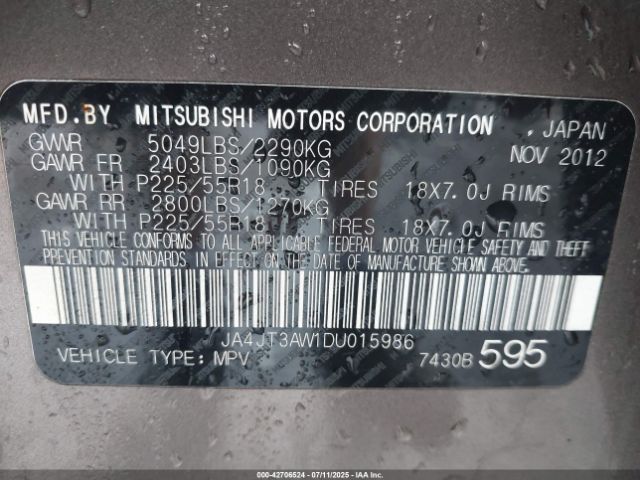 MFD.BY MITSUBISHI MOTORS CORPORATION , JAPAN
GVWR 5049LBS/2290KG NOV 2012
GAWR FR 2403LBS/1090KG
WITH P225/55R18 TIRES 18X7.0J RIMS
GAWR RR 2800LBS/1270KG
WITH P225/55R18 TIRES 18X7.0J RIMS
THIS VEHICLE CONFORMS TO ALL APPLICABLE FEDERAL MOTOR VEHICLE SAFETY AND THEFT
PREVENTION STANDARDS IN EFFECT ON THE DATE OF MANUFACTURE SHOWN ABOVE.
JA4JT3AW1DU015986
VEHICLE TYPE: MPV 7430B 595
000-42706524 | 07/11/2025 | IAAI.COM